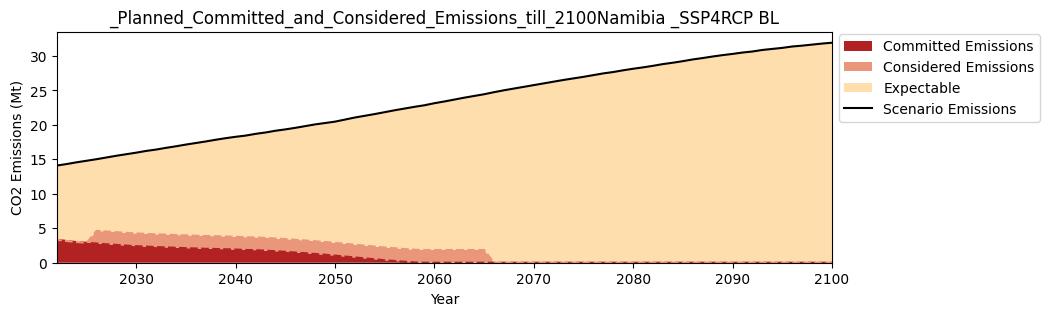 _Planned_Committed_and_Considered_Emissions_till_2100Namibia _SSP4RCP BL
CO2 Emissions (Mt)
30
25
20
15
10
5
0
2030 2040 2050 2060 2070 2080 2090 2100
Year
Committed Emissions
Considered Emissions
Expectable
Scenario Emissions